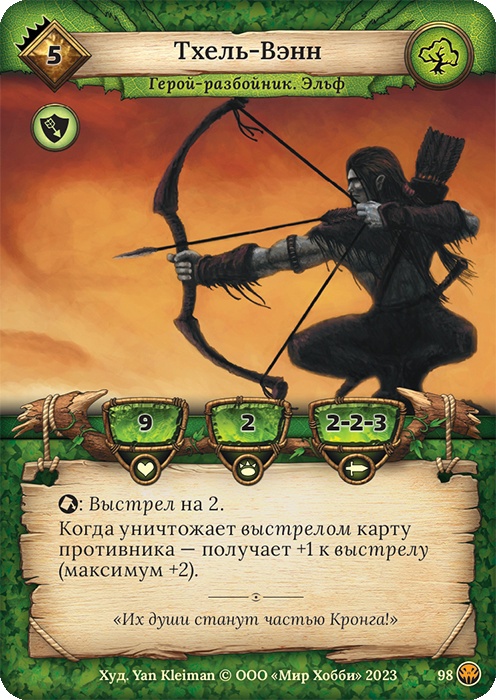 5
Тхель-Вэнн
Герой-разбойник. Эльф
9
2
2-2-3
: Выстрел на 2.
Когда уничтожает выстрелом карту
противника — получает +1 к выстрелу
(максимум +2).
«Их души станут частью Кронга!»
Худ. Yan Kleiman © ООО «Мир Хобби» 2023
98